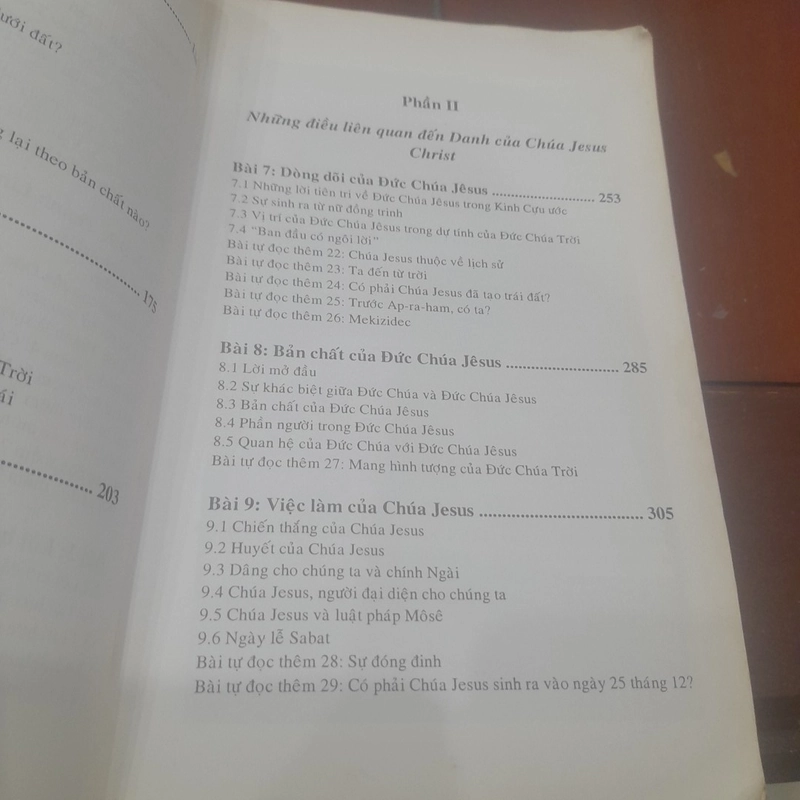 ưới đất?
lại theo bản chất nào?
175
Trời
ái
203
Phần II
Những điều liên quan đến Danh của Chúa Jesus
Christ
Bài 7: Dòng dõi của Đức Chúa Jêsus ........................... 253
7.1 Những lời tiên tri về Đức Chúa Jêsus trong Kinh Cựu ước
7.2 Sự sinh ra từ nữ đồng trinh
7.3 Vị trí của Đức Chúa Jêsus trong dự tính của Đức Chúa Trời
7.4 "Ban đầu có ngôi lời"
Bài tự đọc thêm 22: Chúa Jesus thuộc về lịch sử
Bài tự đọc thêm 23: Ta đến từ trời
Bài tự đọc thêm 24: Có phải Chúa Jesus đã tạo trái đất?
Bài tự đọc thêm 25: Trước Ap-ra-ham, có ta?
Bài tự đọc thêm 26: Mekizidec
Bài 8: Bản chất của Đức Chúa Jêsus ........................... 285
8.1 Lời mở đầu
8.2 Sự khác biệt giữa Đức Chúa và Đức Chúa Jêsus
8.3 Bản chất của Đức Chúa Jêsus
8.4 Phần người trong Đức Chúa Jêsus
8.5 Quan hệ của Đức Chúa với Đức Chúa Jêsus
Bài tự đọc thêm 27: Mang hình tượng của Đức Chúa Trời
Bài 9: Việc làm của Chúa Jesus ........................... 305
9.1 Chiến thắng của Chúa Jesus
9.2 Huyết của Chúa Jesus
9.3 Dâng cho chúng ta và chính Ngài
9.4 Chúa Jesus, người đại diện cho chúng ta
9.5 Chúa Jesus và luật pháp Môsê
9.6 Ngày lễ Sabat
Bài tự đọc thêm 28: Sự đóng đinh
Bài tự đọc thêm 29: Có phải Chúa Jesus sinh ra vào ngày 25 tháng 12?